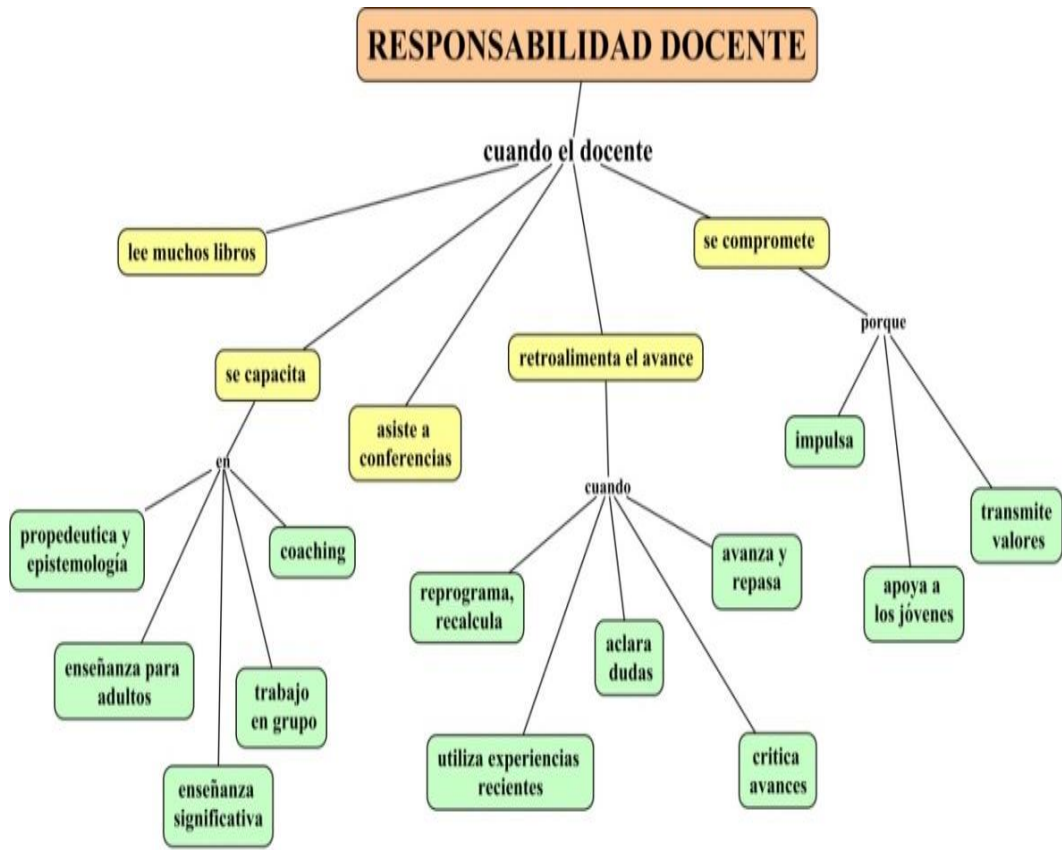 RESPONSABILIDAD DOCENTE
cuando el docente
lee muchos libros
se compromete
porque
se capacita
retroalimenta el avance
asiste a
conferencias
impulsa
en
cuando
transmite
valores
propedeutica y
epistemología
coaching
avanza y
repasa
reprograma,
recalcula
apoya a
los jóvenes
aclara
dudas
enseñanza para
adultos
trabajo
en grupo
utiliza experiencias
recientes
critica
avances
enseñanza
significativa